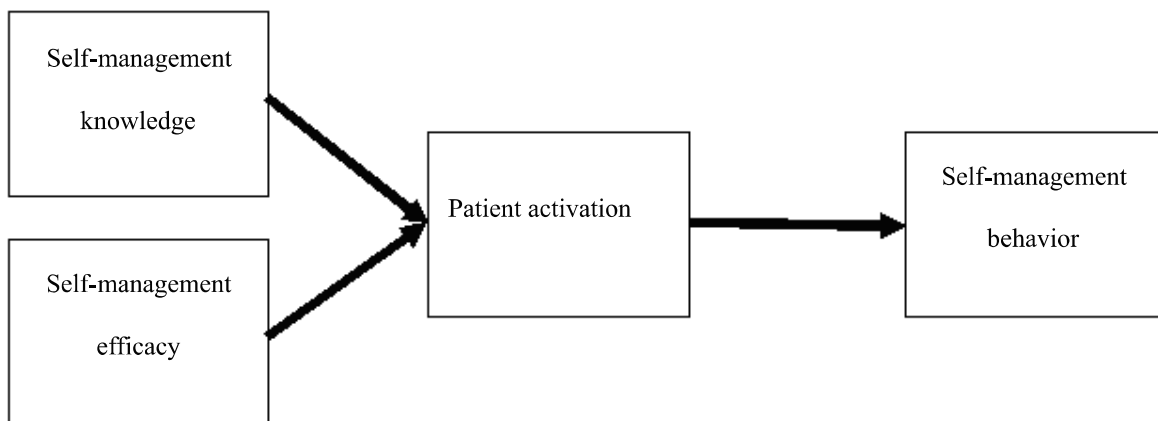 Self-management
knowledge
Self-management
efficacy
Patient activation
Self-management
behavior